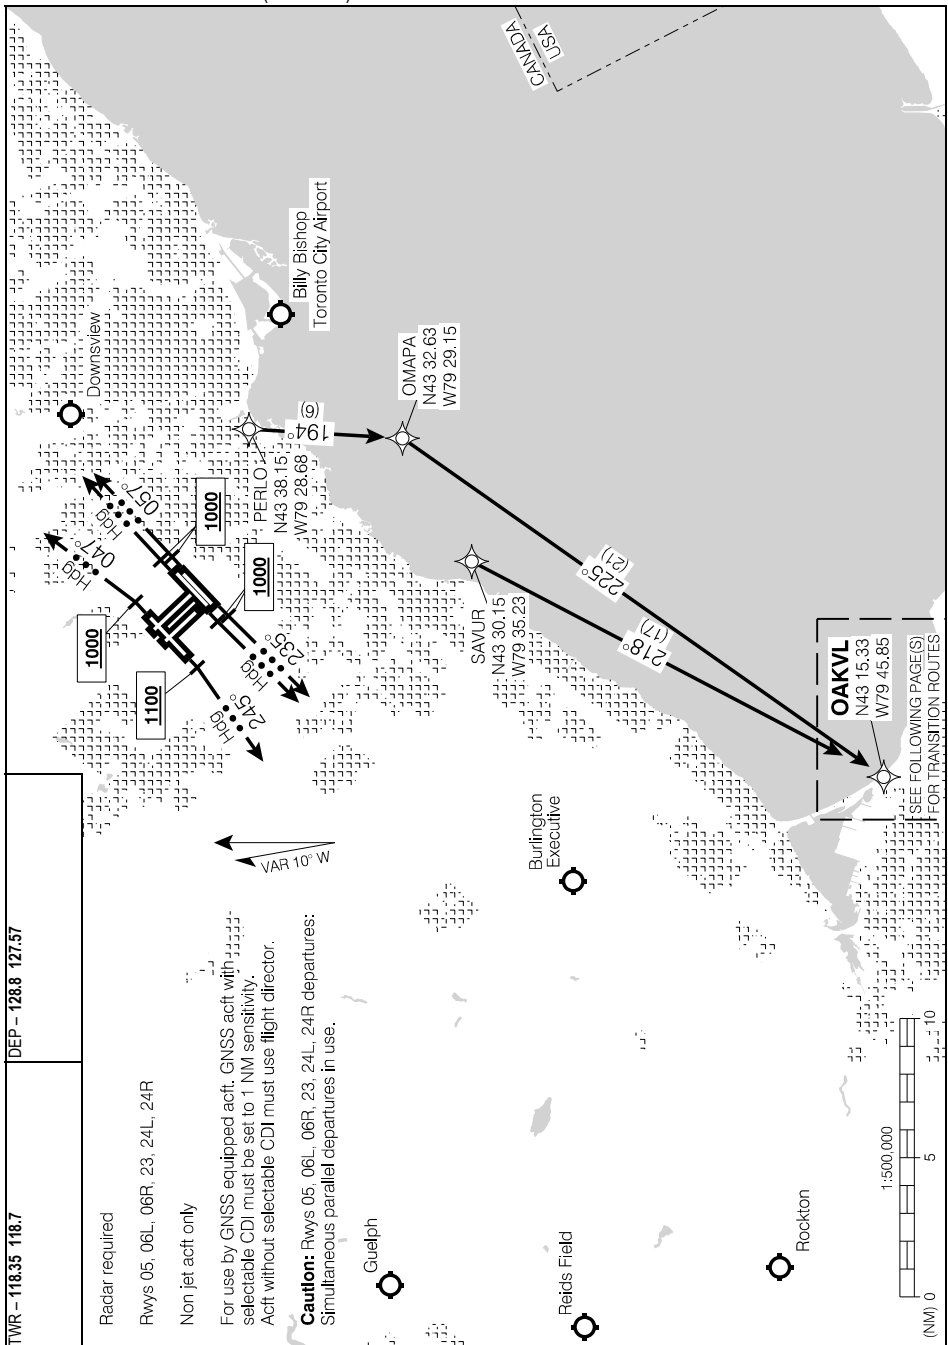 TWR – 118.35 118.7
DEP – 128.8 127.57
Radar required
Rwys 05, 06L, 06R, 23, 24L, 24R
Non jet acft only
For use by GNSS equipped acft. GNSS acft with
selectable CDI must be set to 1 NM sensitivity.
Acft without selectable CDI must use flight director.
Caution: Rwys 05, 06L, 06R, 23, 24L, 24R departures:
Simultaneous parallel departures in use.
VAR 10° W
CANADA
USA
Downsview
Billy Bishop
Toronto City Airport
Hdg
047°
Hdg
057°
1000
1000
1000
1100
Hdg
245°
Hdg
235°
PERLO
N43 38.15
W79 28.68
194°
(6)
OMAPA
N43 32.63
W79 29.15
SAVUR
N43 30.15
W79 35.23
225°
(21)
218°
(17)
OAKVL
N43 15.33
W79 45.85
SEE FOLLOWING PAGE(S)
FOR TRANSITION ROUTES
Burlington
Executive
Guelph
Reids Field
Rockton
1:500,000
(NM) 0
5
10